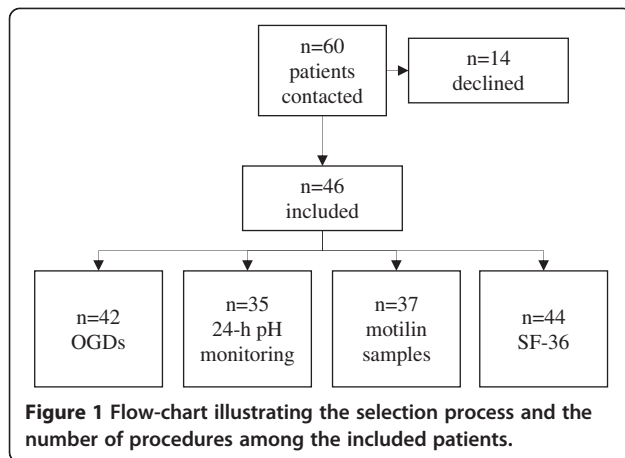 n=60
patients
contacted
n=14
declined
n=46
included
n=42
OGDs
n=35
24-h pH
monitoring
n=37
motilin
samples
n=44
SF-36
Figure 1 Flow-chart illustrating the selection process and the
number of procedures among the included patients.